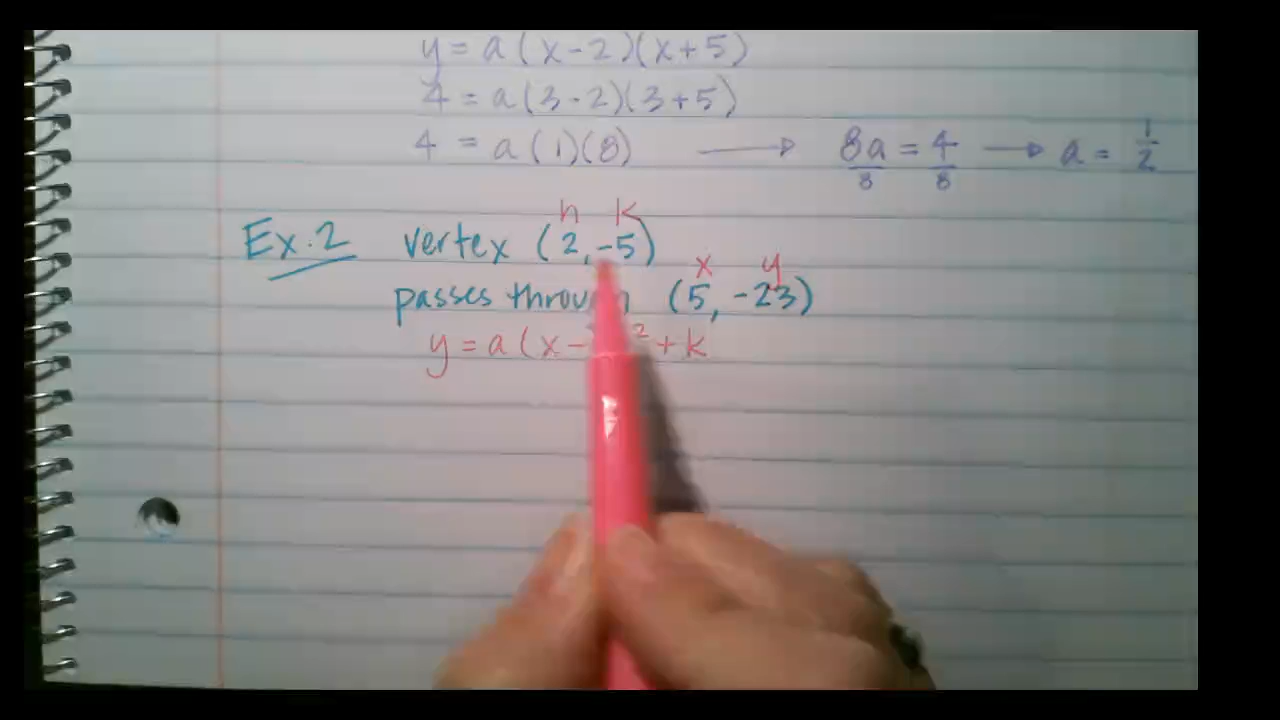 y = a(x-2)(x+5)
4 = a(3-2)(3+5)
4 = a(1)(8) → 8a/8 = 4/8 → a = 1/2
h k
Ex.2 vertex (2,-5)
x y
passes (5, -23)
y = a(x- ² + k